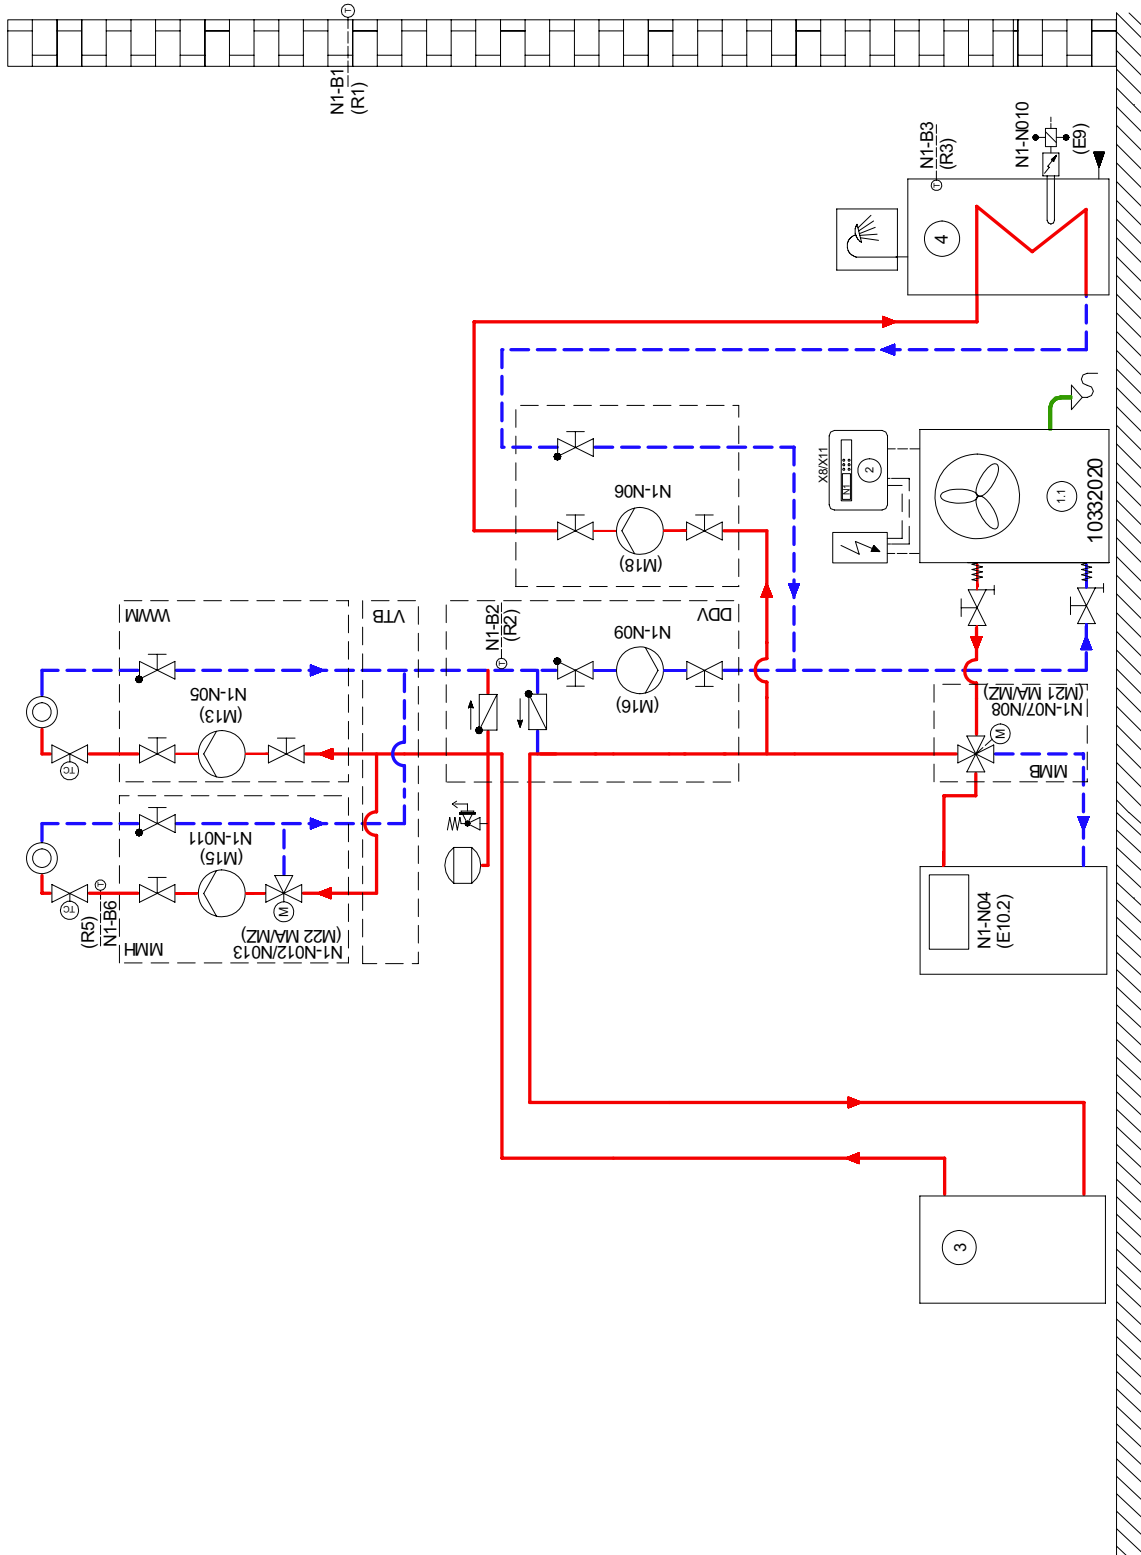 T
N1-B1
(R1)
N1-B3
(R3)
T
N1-N010
(E9)
4
X8/X11
N1
2
1.1
10332020
N1-N06
(M18)
WWM
N1-N05
(M13)
TC
VTB
N1-B2
(R2)
T
DDV
N1-N09
(M16)
N1-N07/N08
(M21 MA/MZ)
M
MMB
N1-N011
(M15)
TC
T
(R5)
N1-B6
M
MMH
N1-N012/N013
(M22 MA/MZ)
N1-N04
(E10.2)
3